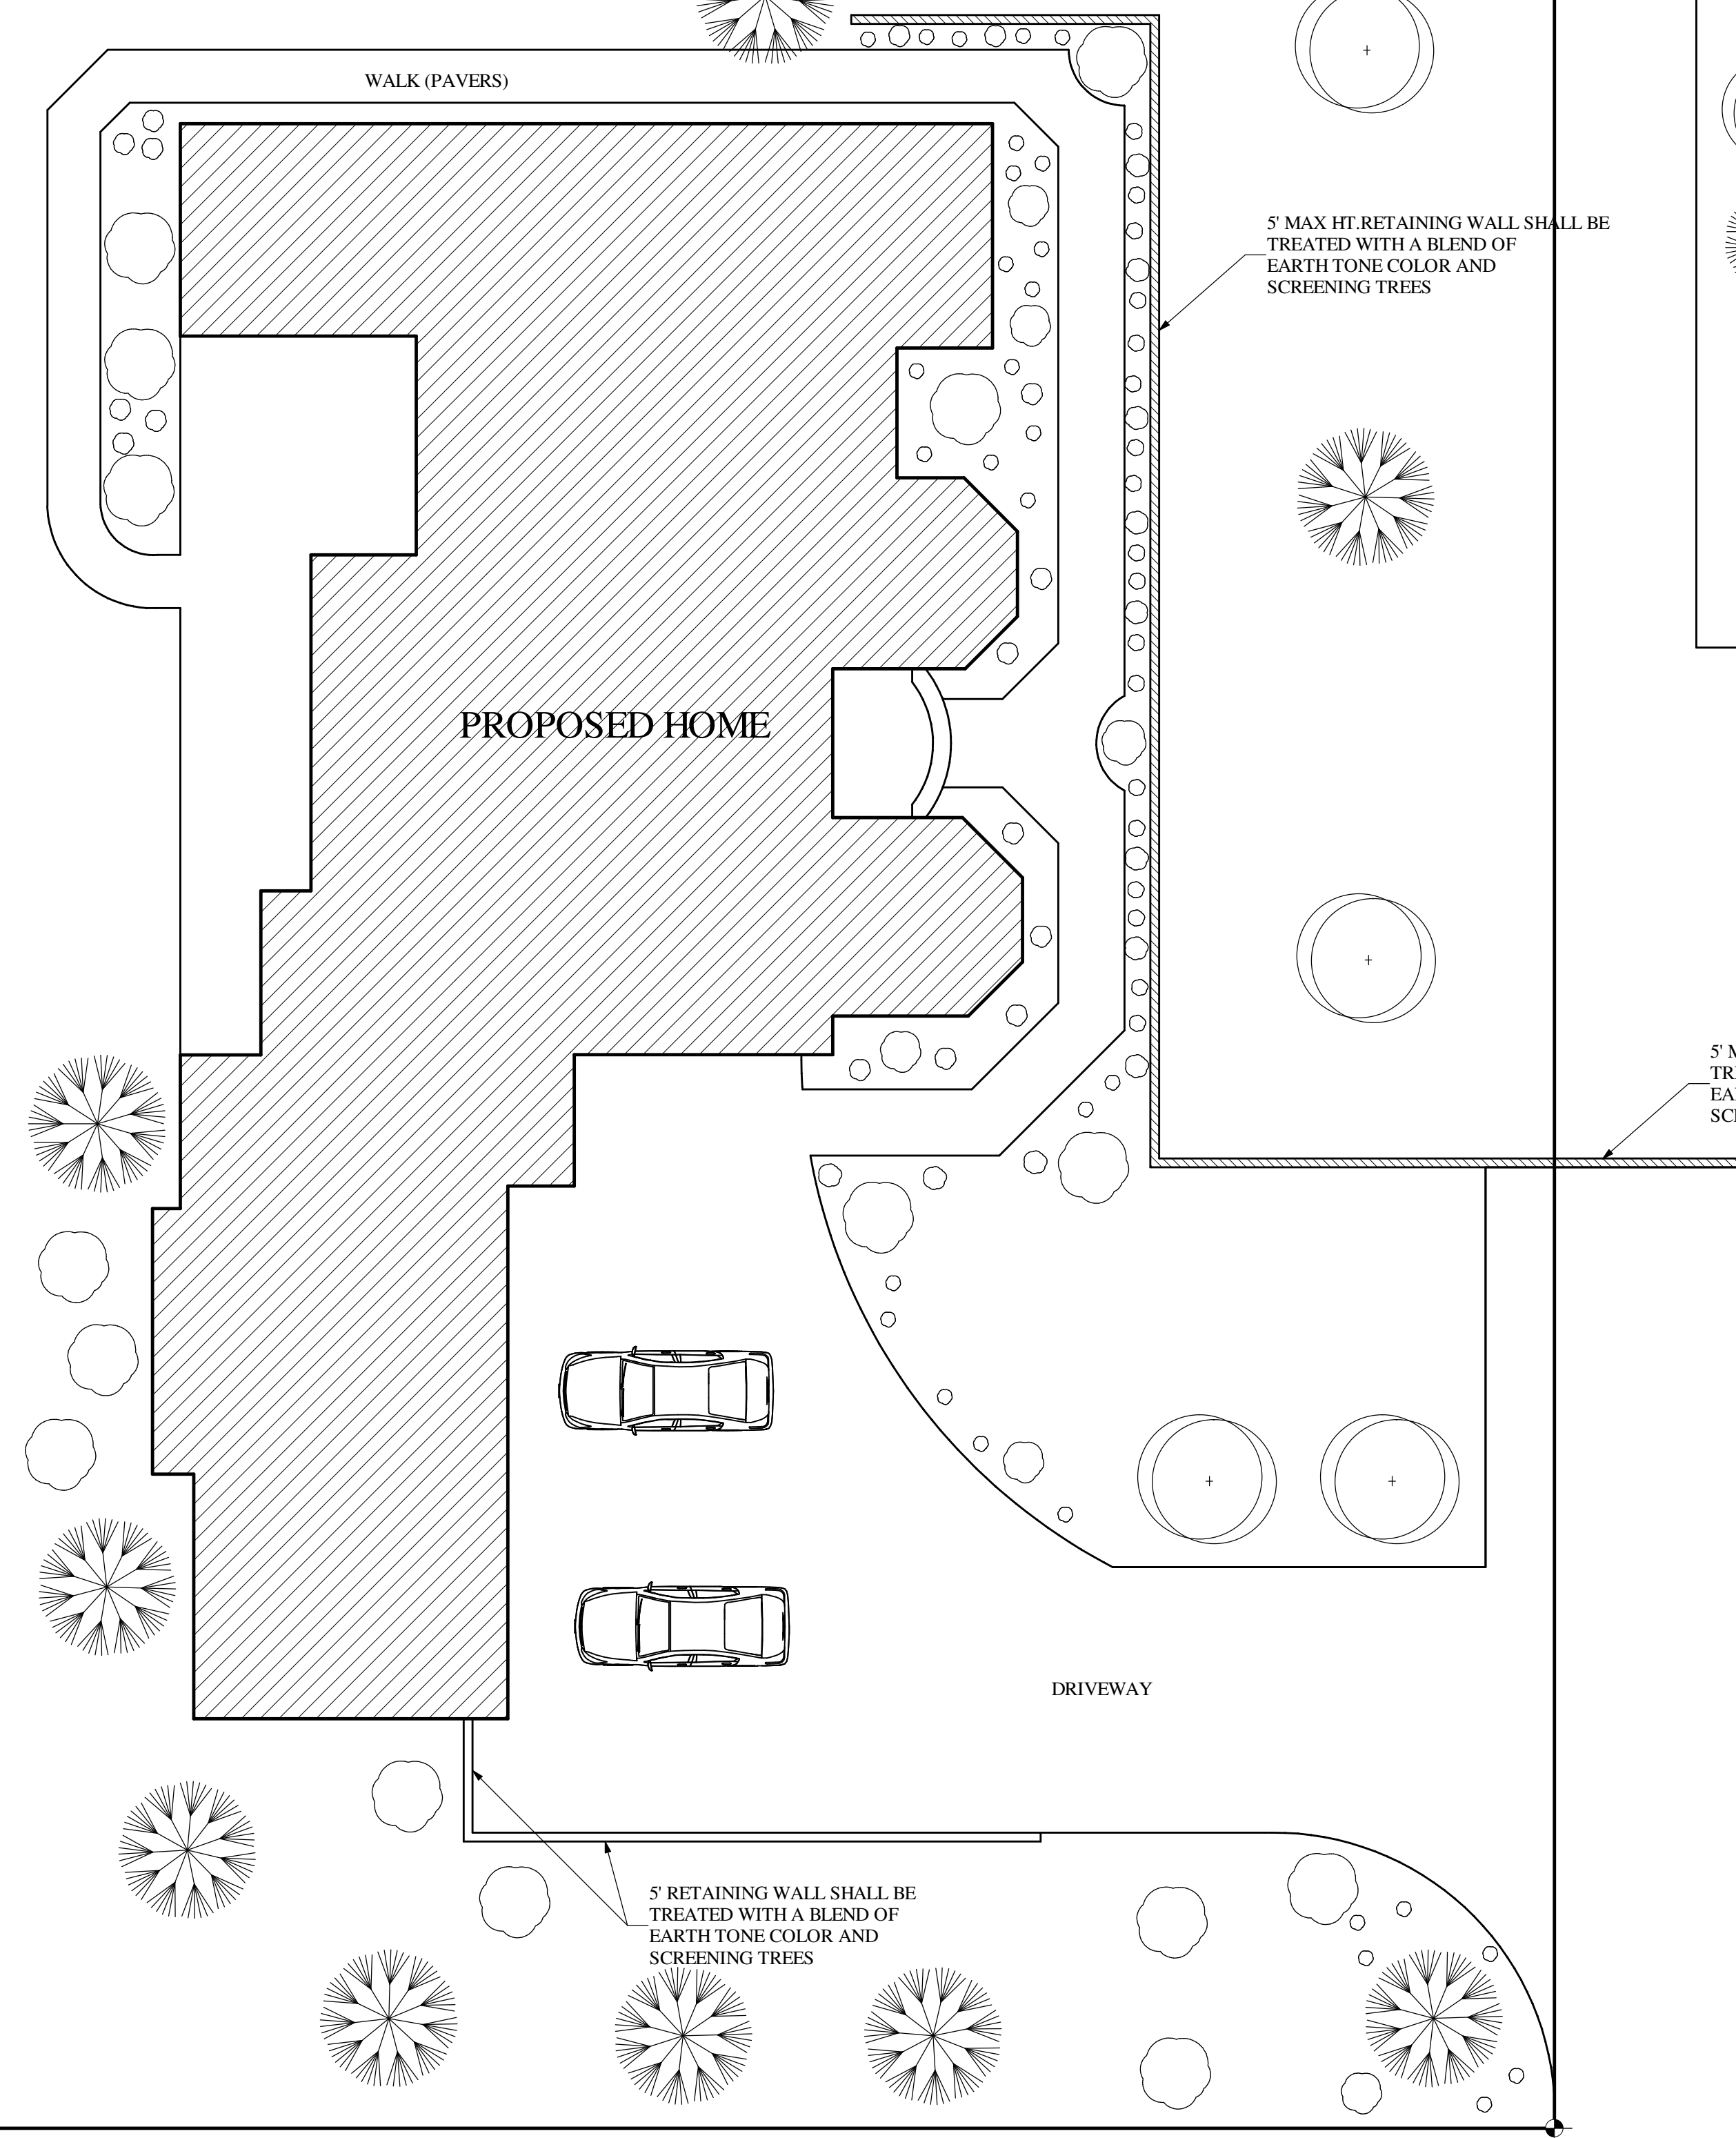 WALK (PAVERS)
5' MAX HT.RETAINING WALL SHALL BE
TREATED WITH A BLEND OF
EARTH TONE COLOR AND
SCREENING TREES
PROPOSED HOME
5'
DRIVEWAY
5' RETAINING WALL SHALL BE
TREATED WITH A BLEND OF
EARTH TONE COLOR AND
SCREENING TREES